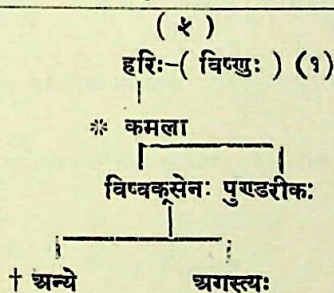 ( ५ )
हरिः-( विष्णुः ) (१)
* कमला
विष्वक्सेनः पुण्डरीकः
† अन्ये अगस्त्यः